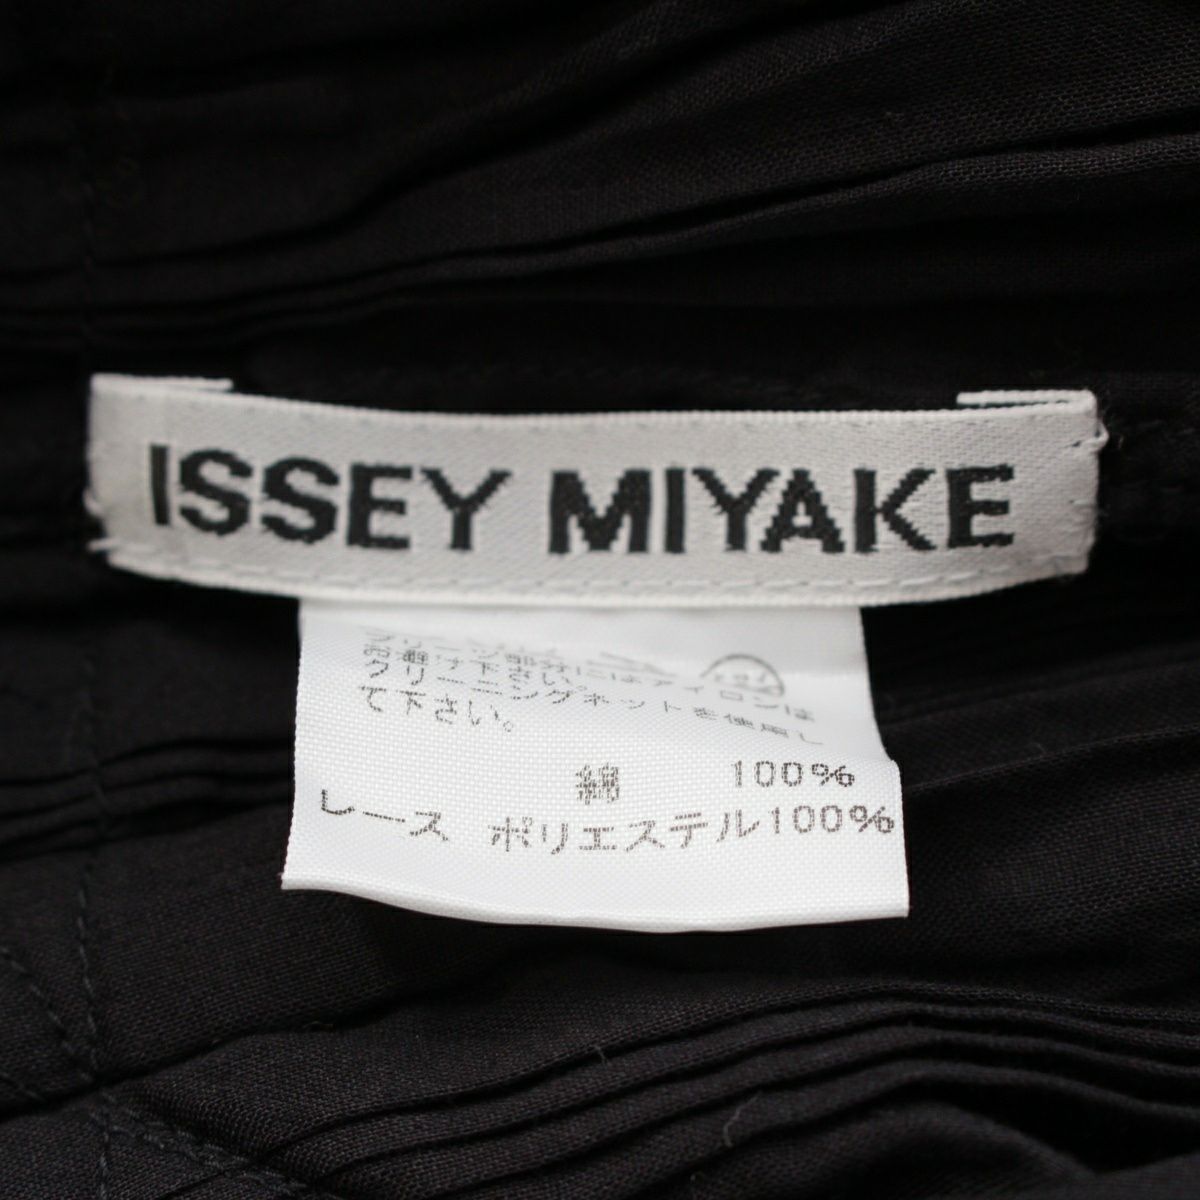 ISSEY MIYAKE
お避け下さい。
クリーニングネットを使用し
て下さい。
綿 100%
レース ポリエステル100%